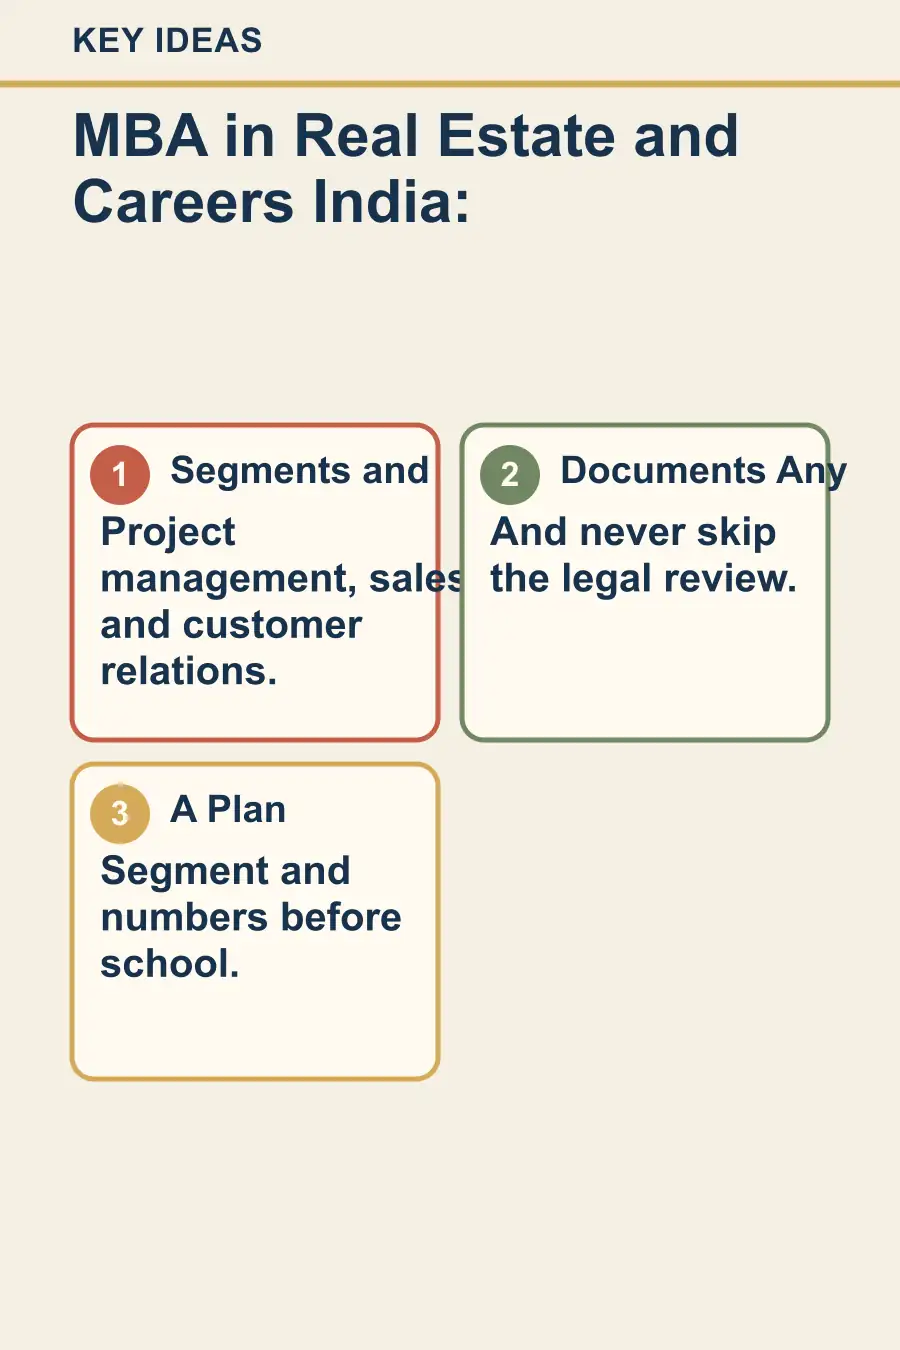 KEY IDEAS
MBA in Real Estate and
Careers India:
1
Segments and
Project
management, sales
and customer
relations.
2
Documents Any
And never skip
the legal review.
3
A Plan
Segment and
numbers before
school.